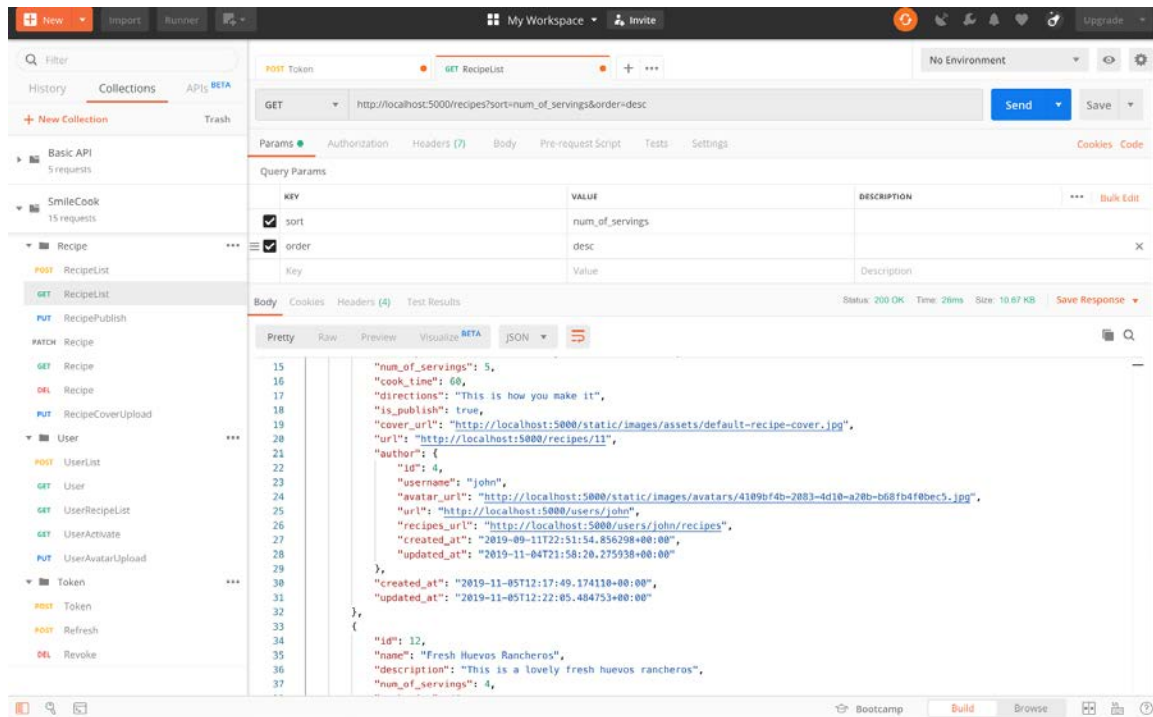 New Import Runner My Workspace Invite Upgrade
Filter
History Collections APIs BETA
+ New Collection Trash
Basic API
5 requests
SmileCook
15 requests
Recipe
POST RecipeList
GET RecipeList
PUT RecipePublish
PATCH Recipe
GET Recipe
DEL Recipe
PUT RecipeCoverUpload
User
POST UserList
GET User
GET UserRecipeList
GET UserActivate
PUT UserAvatarUpload
Token
POST Token
POST Refresh
DEL Revoke
POST Token GET RecipeList + ••• No Environment
GET http://localhost:5000/recipes?sort=num_of_servings&order=desc Send Save
Params Authorization Headers (7) Body Pre-request Script Tests Settings Cookies Code
Query Params
KEY VALUE DESCRIPTION ••• Bulk Edit
sort num_of_servings
order desc
Key Value Description
Body Cookies Headers (4) Test Results Status: 200 OK Time: 26ms Size: 10.67 KB Save Response
Pretty Raw Preview Visualize BETA JSON
15 "num_of_servings": 5,
16 "cook_time": 60,
17 "directions": "This is how you make it",
18 "is_publish": true,
19 "cover_url": "http://localhost:5000/static/images/assets/default-recipe-cover.jpg",
20 "url": "http://localhost:5000/recipes/11",
21 "author": {
22 "id": 4,
23 "username": "john",
24 "avatar_url": "http://localhost:5000/static/images/avatars/4109bf4b-2083-4d10-a20b-b68fb4f0bec5.jpg",
25 "url": "http://localhost:5000/users/john",
26 "recipes_url": "http://localhost:5000/users/john/recipes",
27 "created_at": "2019-09-11T22:51:54.856298+00:00",
28 "updated_at": "2019-11-04T21:58:20.275938+00:00"
29 },
30 "created_at": "2019-11-05T12:17:49.174110+00:00",
31 "updated_at": "2019-11-05T12:22:05.484753+00:00"
32 },
33 {
34 "id": 12,
35 "name": "Fresh Huevos Rancheros",
36 "description": "This is a lovely fresh huevos rancheros",
37 "num_of_servings": 4,
Bootcamp Build Browse